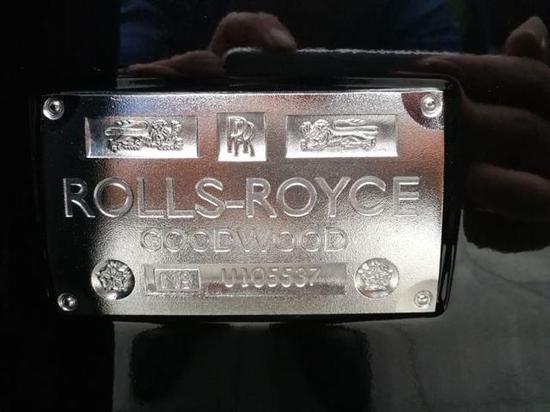 RR
ROLLS-ROYCE
GOODWOOD
Nº U105537